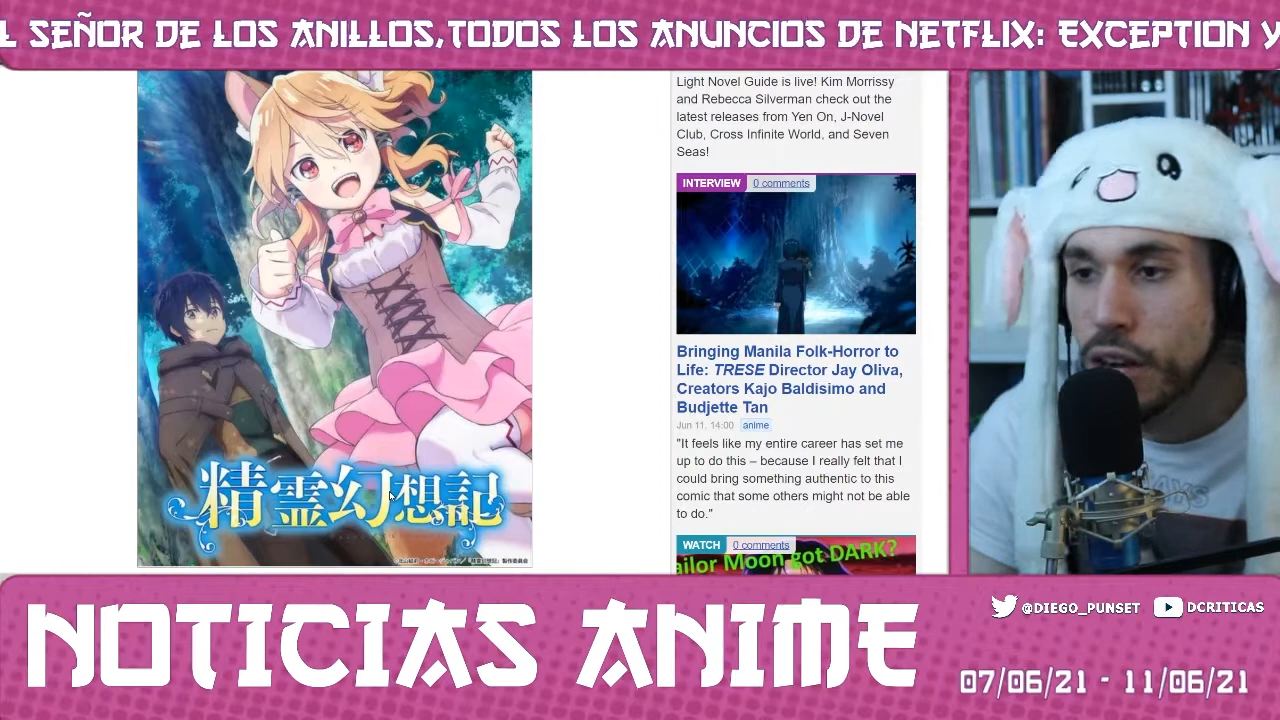 L SEÑOR DE LOS ANILLOS,TODOS LOS ANUNCIOS DE NETFLIX: EXCEPTION Y
Light Novel Guide is live! Kim Morrissy
and Rebecca Silverman check out the
latest releases from Yen On, J-Novel
Club, Cross Infinite World, and Seven
Seas!
INTERVIEW 0 comments
Bringing Manila Folk-Horror to
Life: TRESE Director Jay Oliva,
Creators Kajo Baldisimo and
Budjette Tan
Jun 11, 14:00 anime
"It feels like my entire career has set me
up to do this – because I really felt that I
could bring something authentic to this
comic that some others might not be able
to do."
WATCH 0 comments
ailor Moon got DARK?
精霊幻想記
NOTICIAS ANIME
@DIEGO_PUNSET DCRITICAS
07/06/21 - 11/06/21